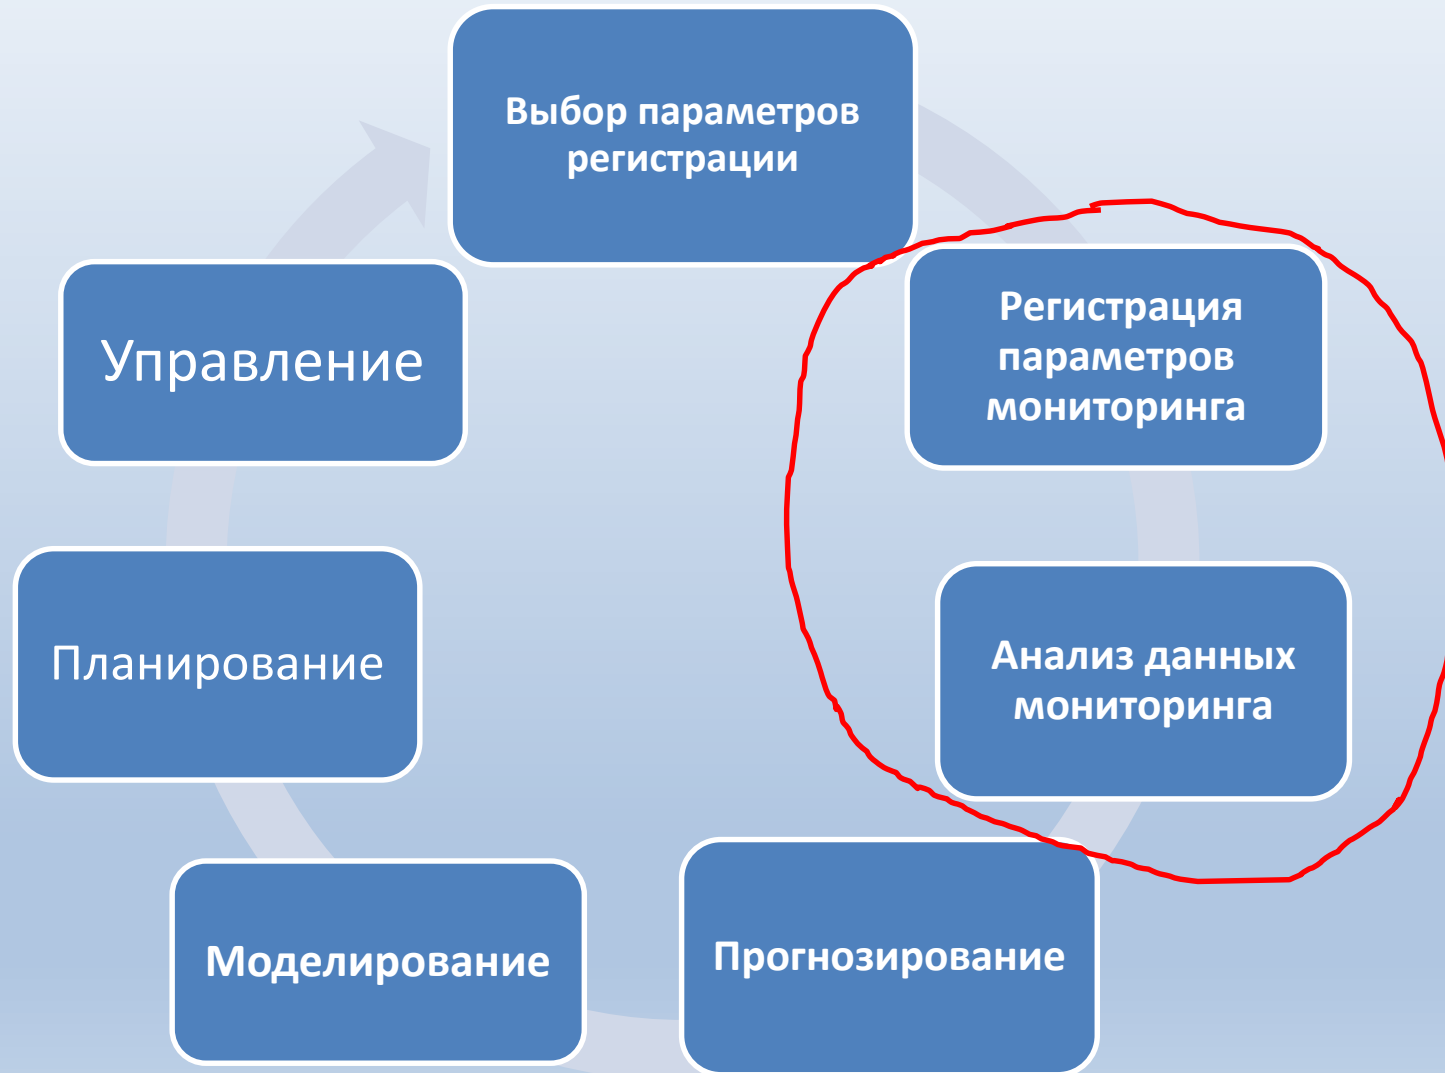 Выбор параметров
регистрации
Регистрация
параметров
мониторинга
Анализ данных
мониторинга
Прогнозирование
Моделирование
Планирование
Управление